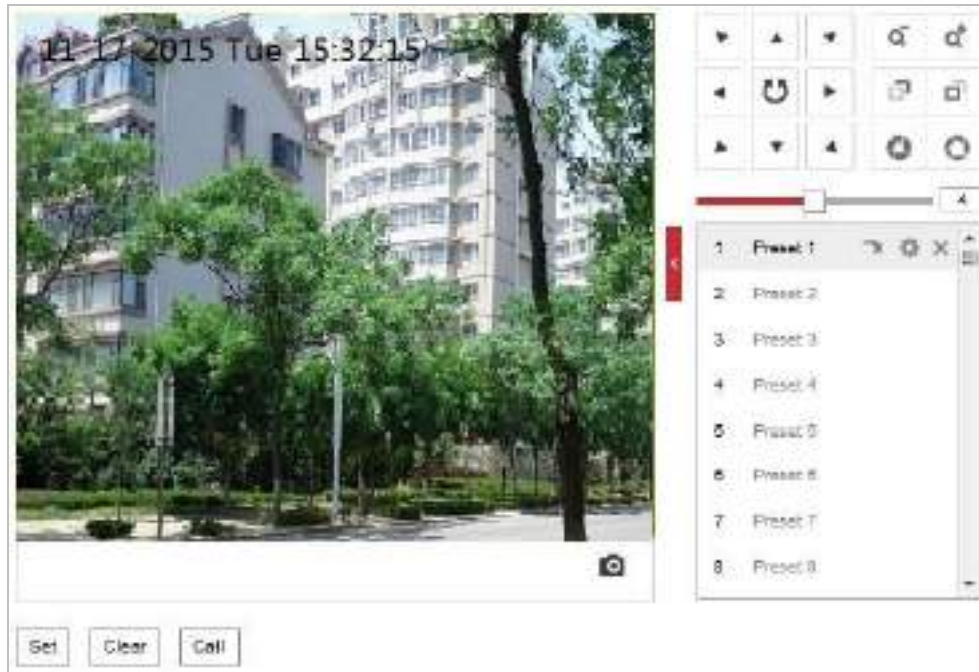 11-17-2015 Tue 15:32:15
4
1 Preset 1
2 Preset 2
3 Preset 3
4 Preset 4
5 Preset 5
6 Preset 6
7 Preset 7
8 Preset 8
Set Clear Call